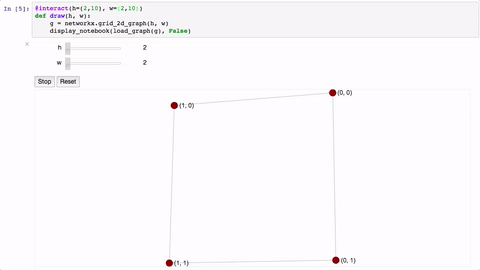 In [5]:
@interact(h=(2,10), w=(2,10))
def draw(h, w):
    g = networkx.grid_2d_graph(h, w)
    display_notebook(load_graph(g), False)
×
h 2
w 2
Stop Reset
(0, 0)
(1, 0)
(1, 1)
(0, 1)